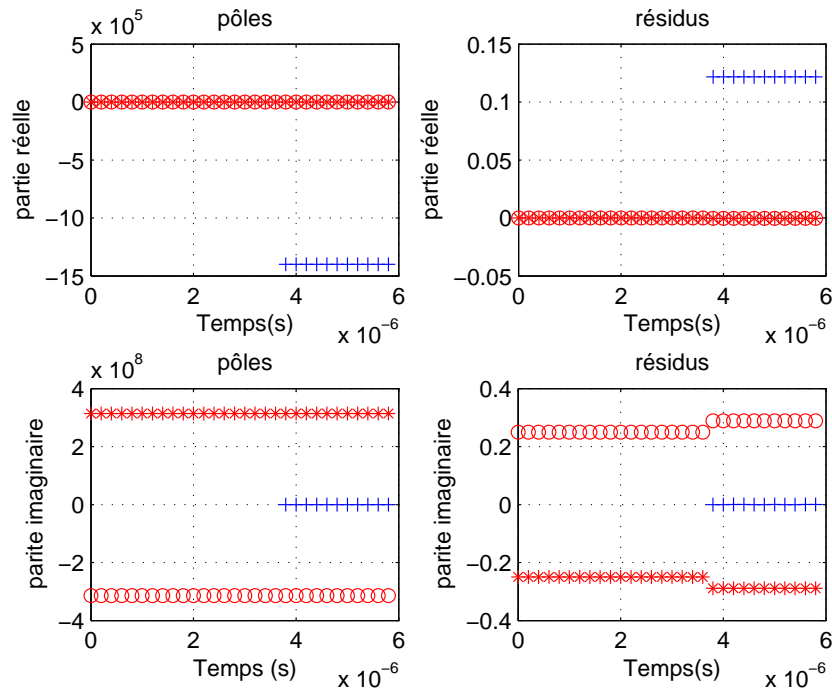 pôles
x 10^5
5
0
−5
−10
−15
partie réelle
0 2 4 6
Temps(s)
x 10^−6
résidus
0.15
0.1
0.05
0
−0.05
partie réelle
0 2 4 6
Temps(s)
x 10^−6
pôles
x 10^8
4
2
0
−2
−4
parite imaginaire
0 2 4 6
Temps (s)
x 10^−6
résidus
0.4
0.2
0
−0.2
−0.4
parite imaginaire
0 2 4 6
Temps(s)
x 10^−6